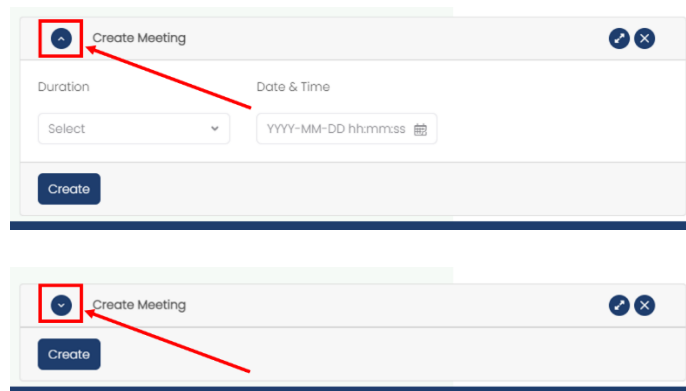 Create Meeting
Duration
Date & Time
Select
YYYY-MM-DD hh:mm:ss
Create
Create Meeting
Create